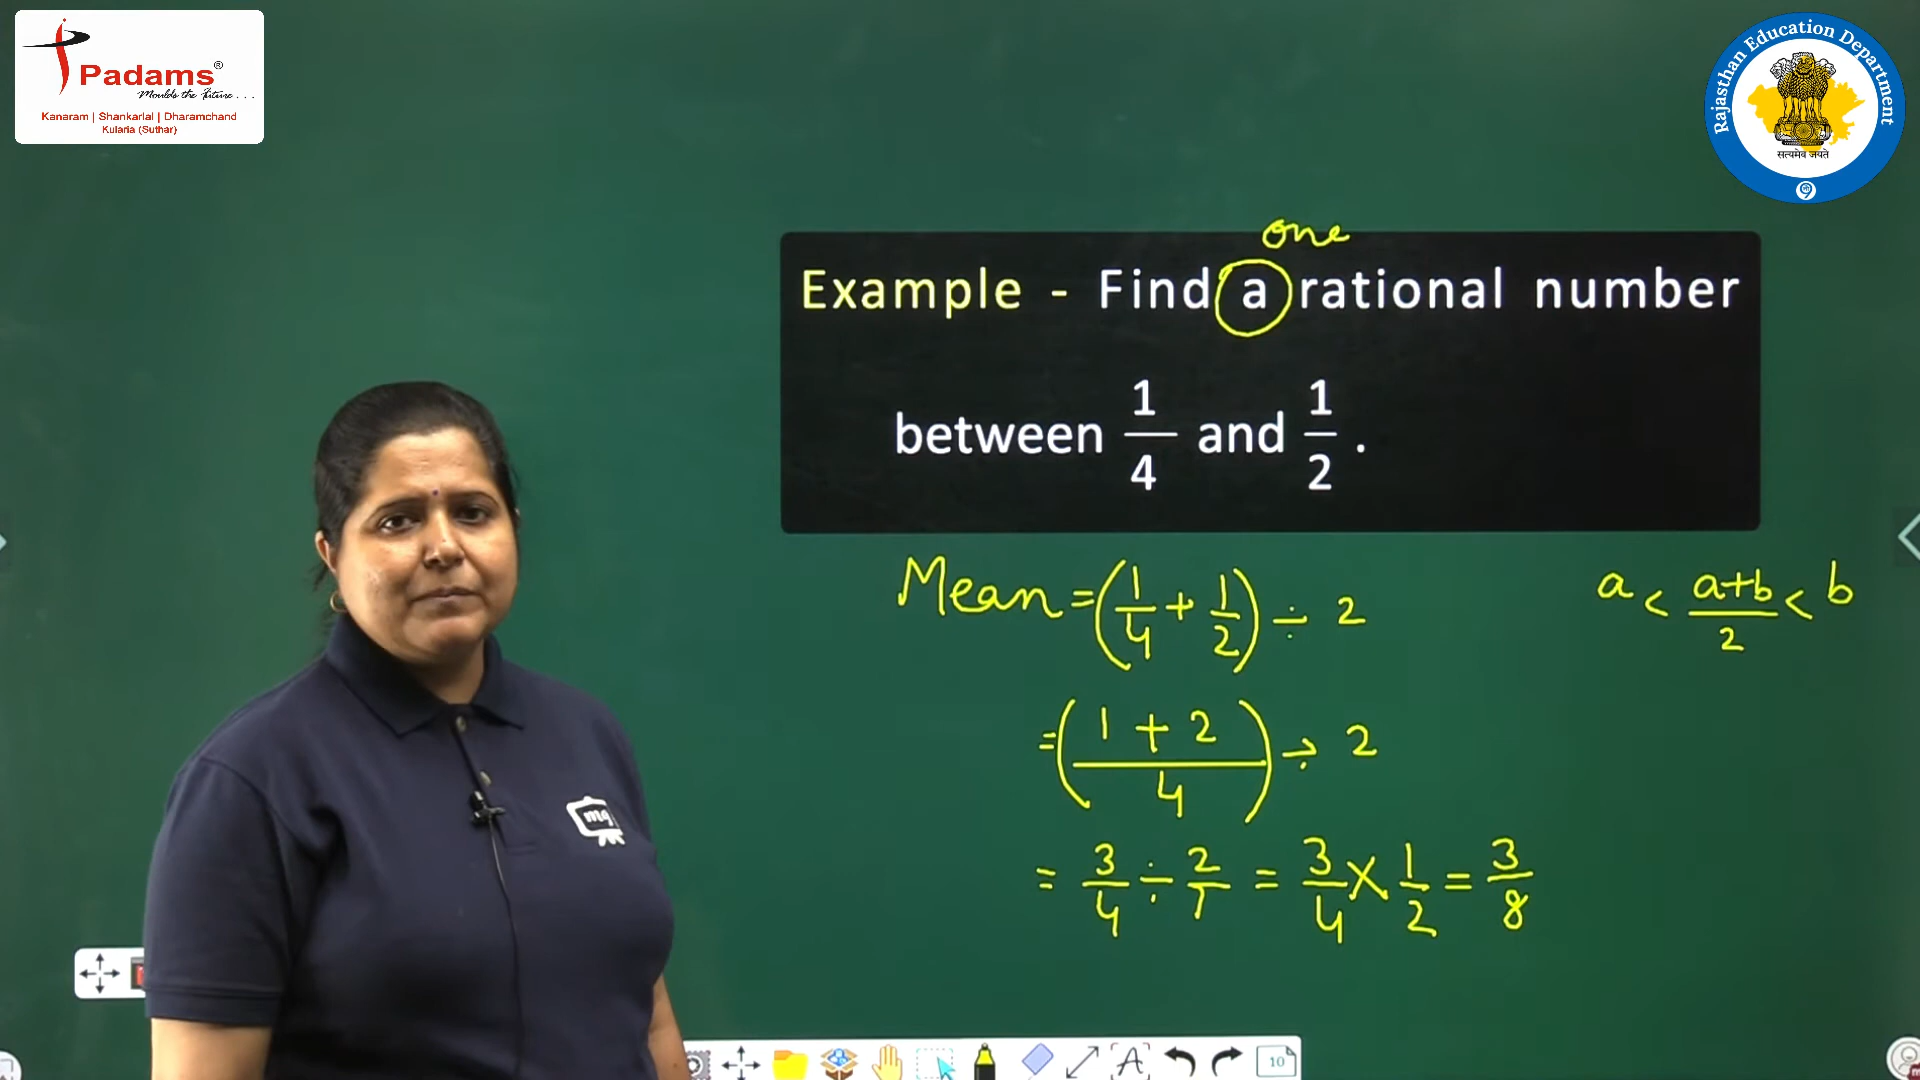 Padams®
Moulds the Future . . .
Kanaram | Shankarlal | Dharamchand
Kularia (Suthar)
Rajasthan Education Department
सत्यमेव जयते
one
Example - Find a rational number
between 1/4 and 1/2 .
Mean = (1/4 + 1/2) ÷ 2
a < (a+b)/2 < b
= ((1 + 2)/4) ÷ 2
= 3/4 ÷ 2/1 = 3/4 × 1/2 = 3/8
mg
A
10